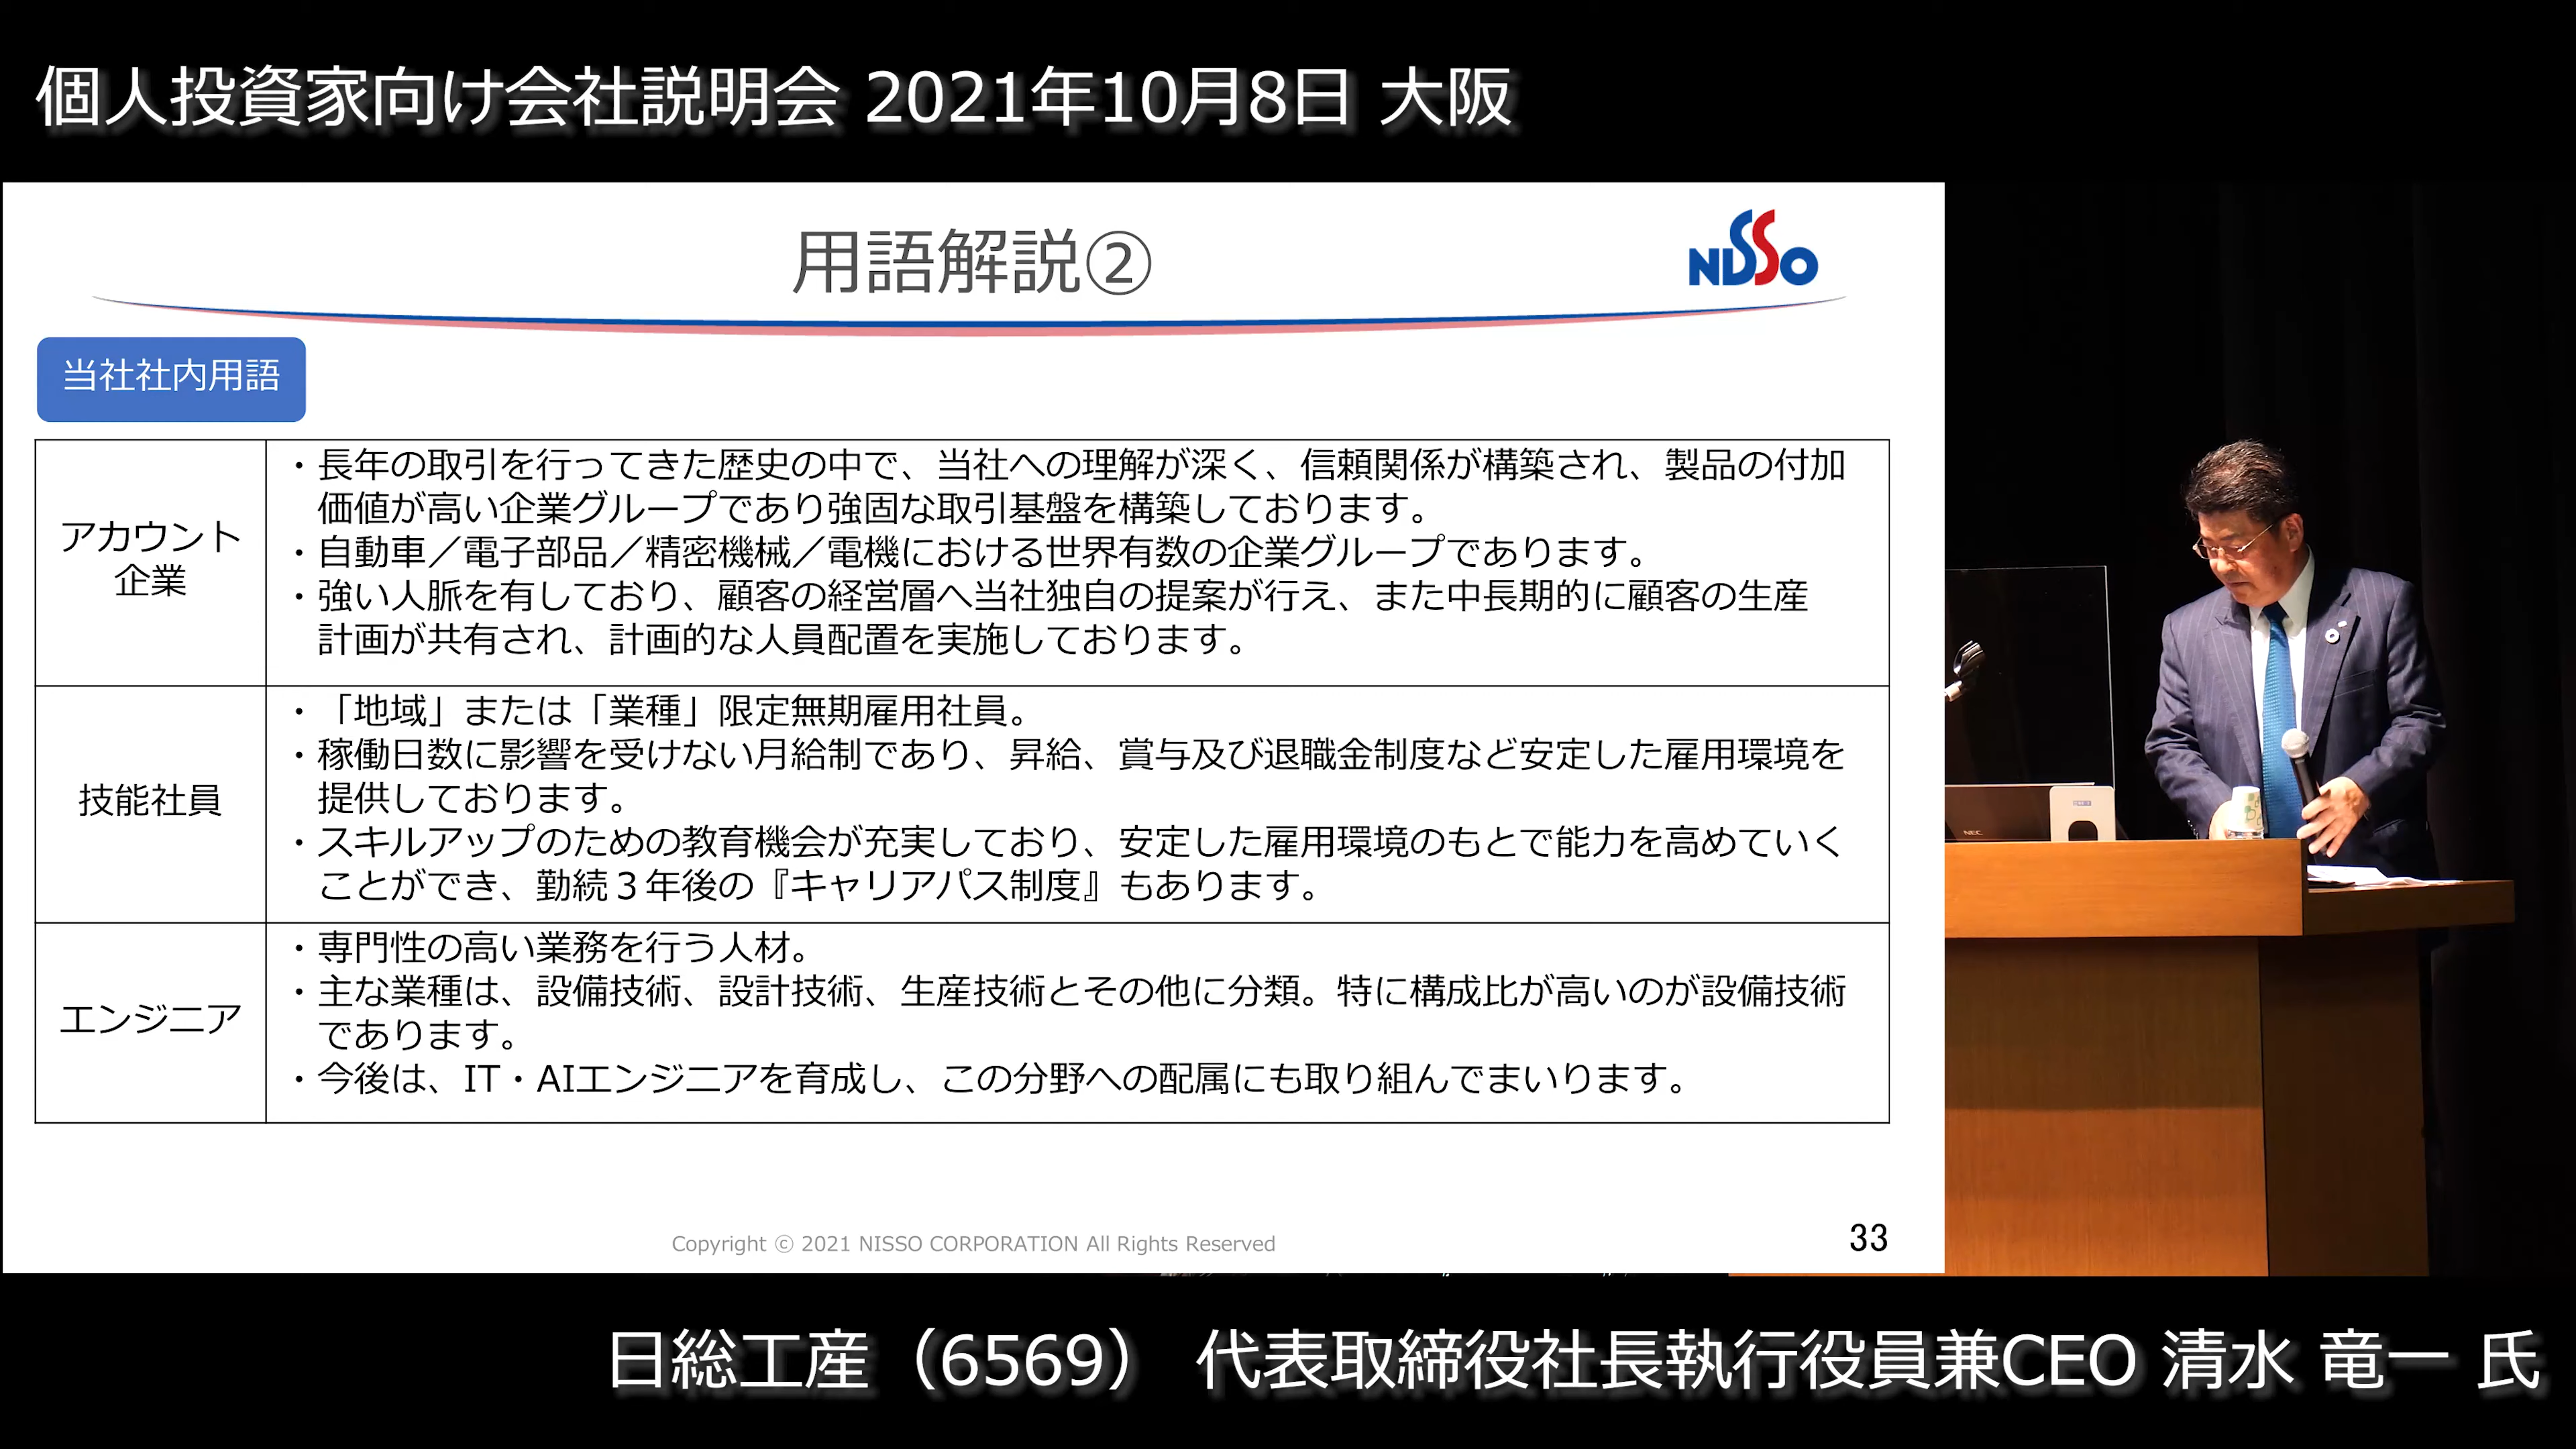 個人投資家向け会社説明会 2021年10月8日 大阪
用語解説②
NISSO
当社社内用語
アカウント
企業
・長年の取引を行ってきた歴史の中で、当社への理解が深く、信頼関係が構築され、製品の付加
価値が高い企業グループであり強固な取引基盤を構築しております。
・自動車／電子部品／精密機械／電機における世界有数の企業グループであります。
・強い人脈を有しており、顧客の経営層へ当社独自の提案が行え、また中長期的に顧客の生産
計画が共有され、計画的な人員配置を実施しております。
技能社員
・「地域」または「業種」限定無期雇用社員。
・稼働日数に影響を受けない月給制であり、昇給、賞与及び退職金制度など安定した雇用環境を
提供しております。
・スキルアップのための教育機会が充実しており、安定した雇用環境のもとで能力を高めていく
ことができ、勤続３年後の『キャリアパス制度』もあります。
エンジニア
・専門性の高い業務を行う人材。
・主な業種は、設備技術、設計技術、生産技術とその他に分類。特に構成比が高いのが設備技術
であります。
・今後は、IT・AIエンジニアを育成し、この分野への配属にも取り組んでまいります。
Copyright ⓒ 2021 NISSO CORPORATION All Rights Reserved
33
NEC
日総工産（6569） 代表取締役社長執行役員兼CEO 清水 竜一 氏